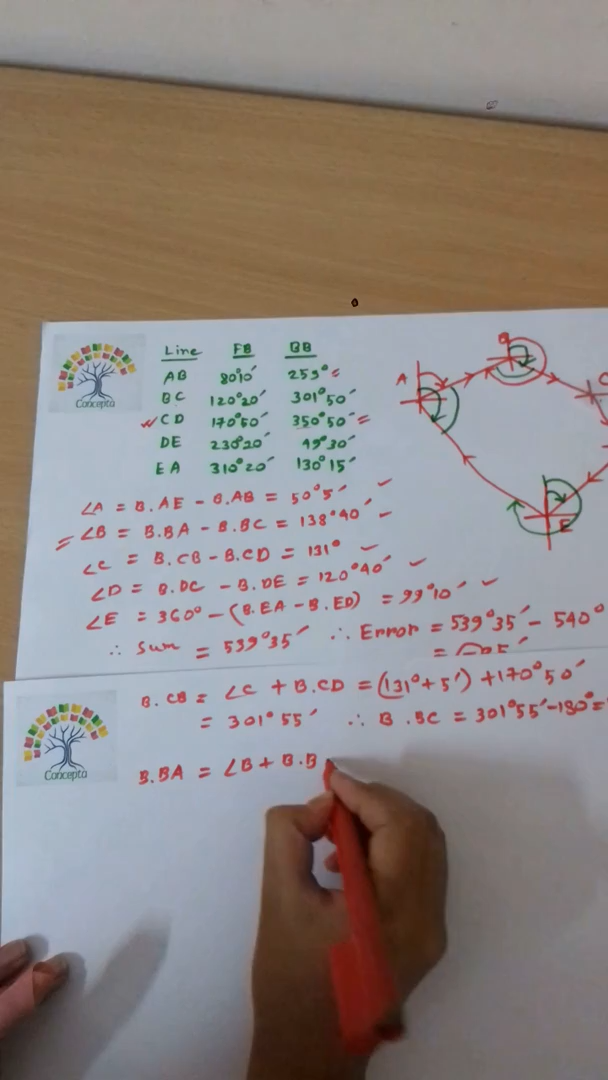 Line FB BB
AB 80°10′ 259°
BC 120°20′ 301°50′
CD 170°50′ 350°50′ =
DE 230°20′ 49°30′
EA 310°20′ 130°15′
Concepta
A B C E
∠A = B.AE - B.AB = 50°5′
= ∠B = B.BA - B.BC = 138°40′
∠C = B.CB - B.CD = 131°
∠D = B.DC - B.DE = 120°40′
∠E = 360° - (B.EA - B.ED) = 99°10′
∴ Sum = 539°35′ ∴ Error = 539°35′ - 540°
B.CB = ∠C + B.CD = (131°+5′) + 170°50′
= 301°55′ ∴ B.BC = 301°55′ - 180° =
B.BA = ∠B + B.B
Concepta